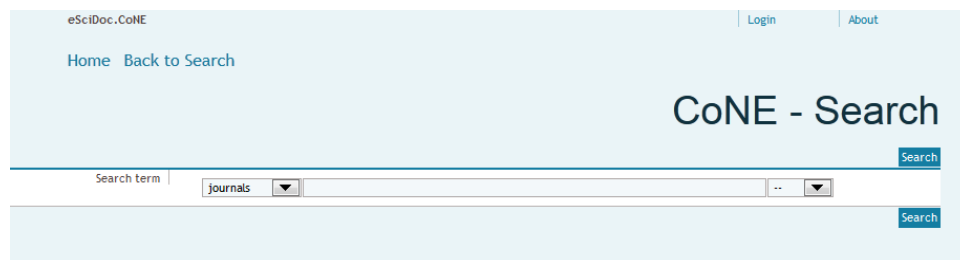 eSciDoc.CoNE Login About
Home Back to Search
CoNE - Search
Search
Search term journals --
Search